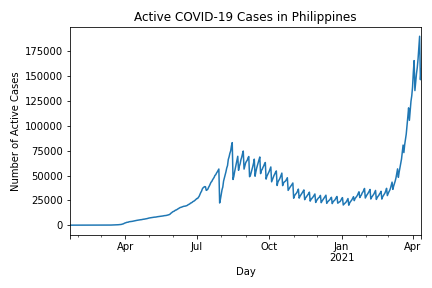 Active COVID-19 Cases in Philippines
Number of Active Cases
175000
150000
125000
100000
75000
50000
25000
0
Apr
Jul
Oct
Jan
2021
Apr
Day